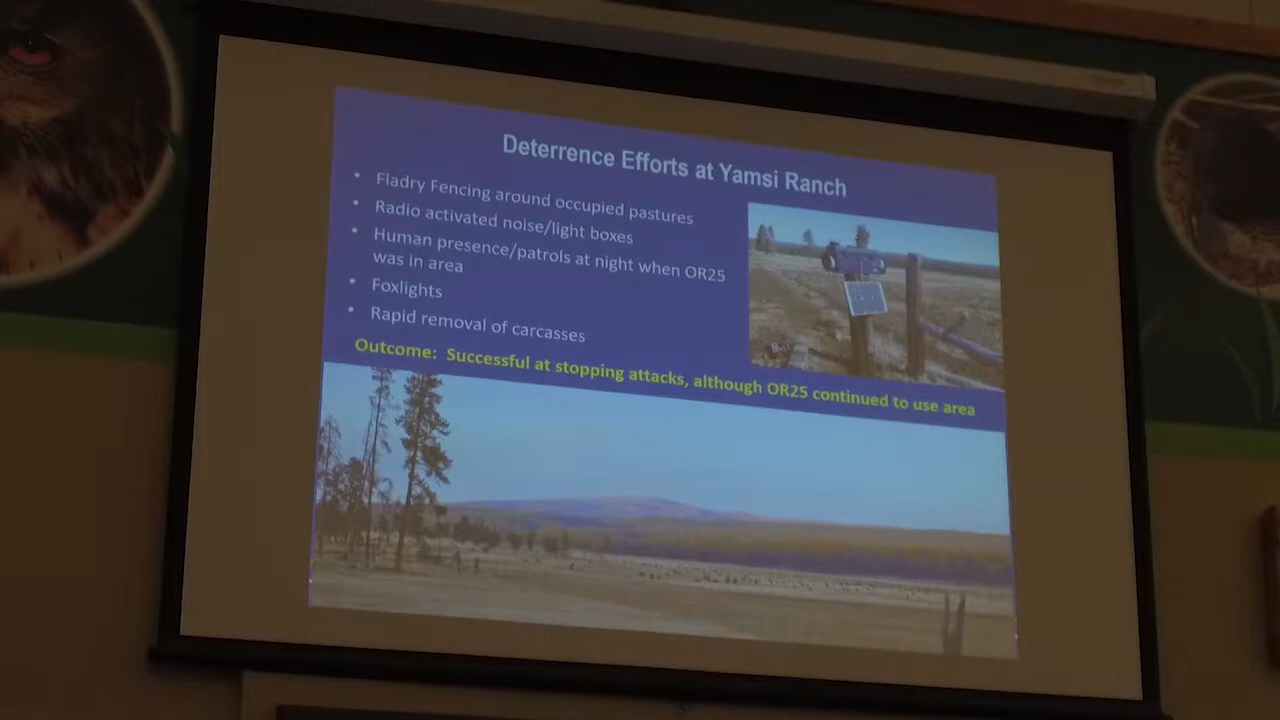 Deterrence Efforts at Yamsi Ranch
• Fladry Fencing around occupied pastures
• Radio activated noise/light boxes
• Human presence/patrols at night when OR25
was in area
• Foxlights
• Rapid removal of carcasses
Outcome: Successful at stopping attacks, although OR25 continued to use area